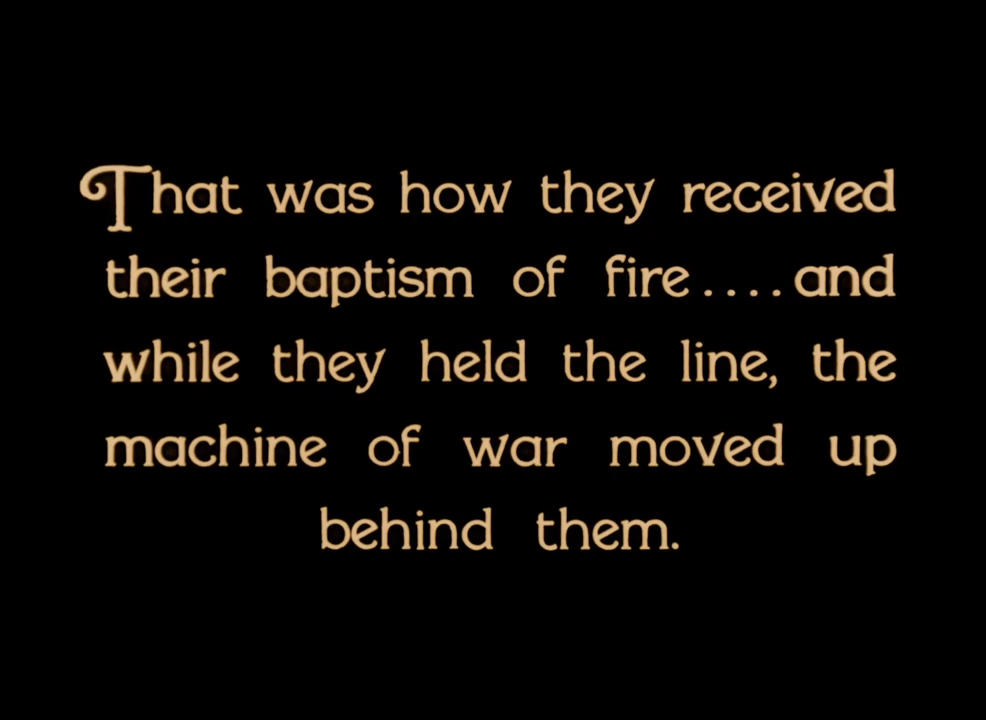 That was how they received
their baptism of fire....and
while they held the line, the
machine of war moved up
behind them.